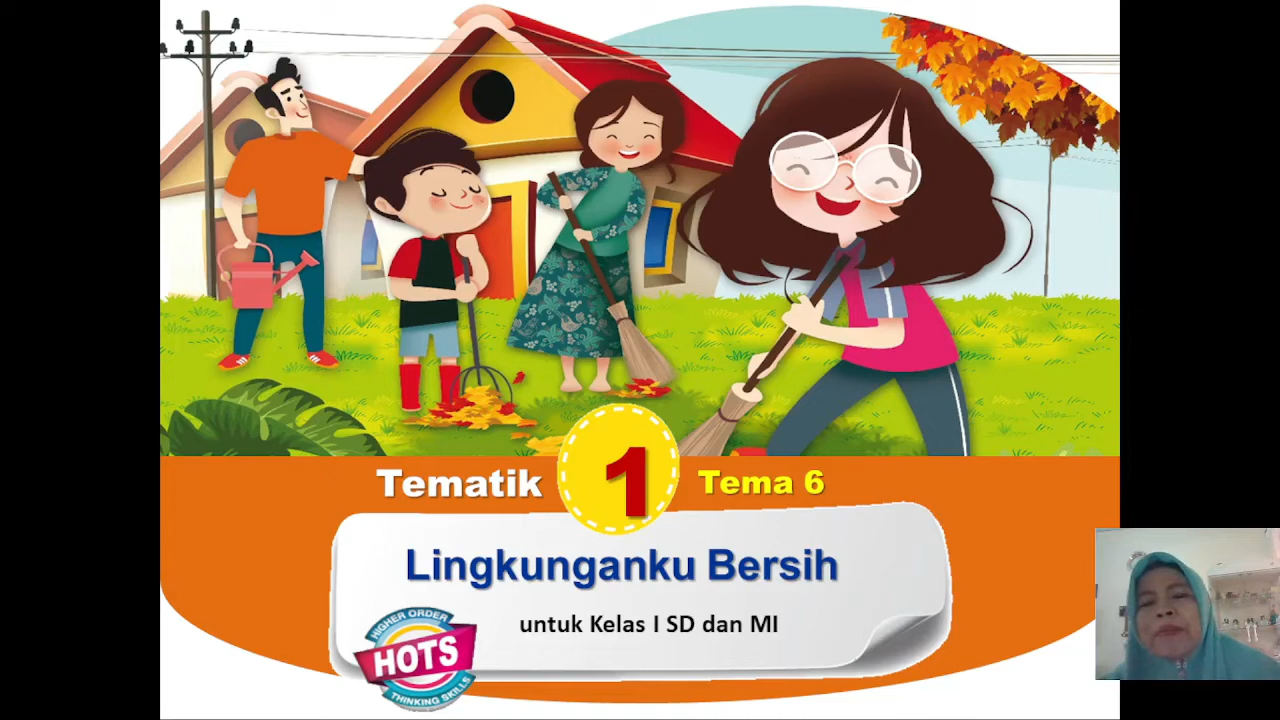 Tematik 1 Tema 6
Lingkunganku Bersih
untuk Kelas I SD dan MI
HIGHER ORDER
HOTS
THINKING SKILLS